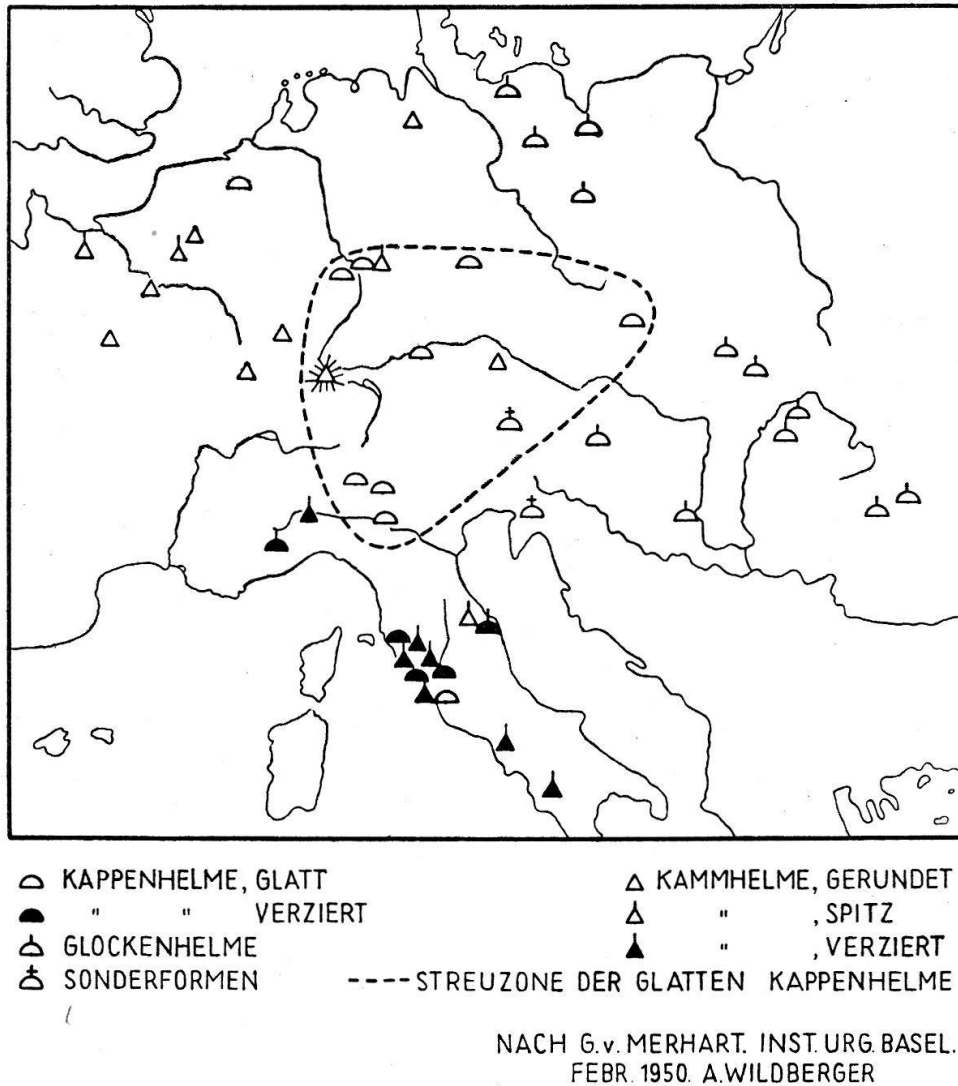 KAPPENHELME, GLATT
" " VERZIERT
GLOCKENHELME
SONDERFORMEN
KAMMHELME, GERUNDET
" , SPITZ
" , VERZIERT
STREUZONE DER GLATTEN KAPPENHELME
NACH G.v. MERHART. INST. URG. BASEL.
FEBR. 1950. A. WILDBERGER